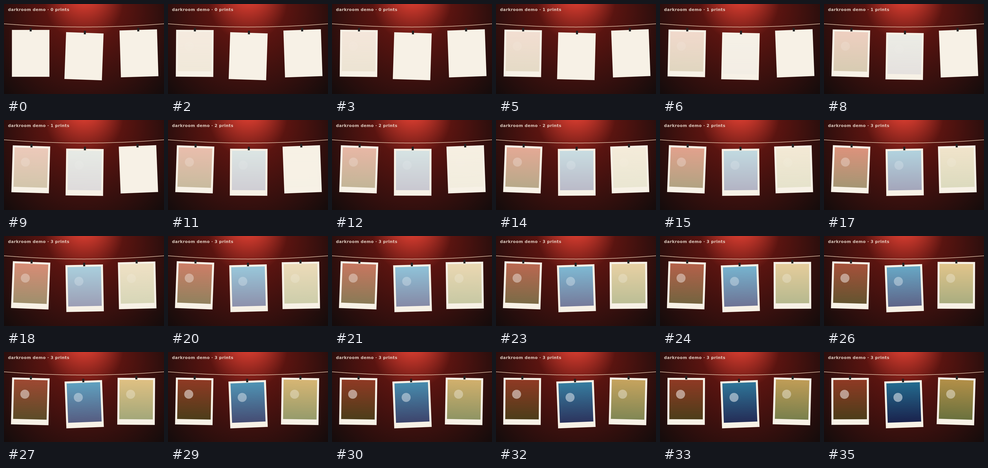 darkroom demo - 0 prints darkroom demo - 0 prints darkroom demo - 0 prints darkroom demo - 1 prints darkroom demo - 1 prints darkroom demo - 1 prints
#0 #2 #3 #5 #6 #8
darkroom demo - 1 prints darkroom demo - 2 prints darkroom demo - 2 prints darkroom demo - 2 prints darkroom demo - 2 prints darkroom demo - 3 prints
#9 #11 #12 #14 #15 #17
darkroom demo - 3 prints darkroom demo - 3 prints darkroom demo - 3 prints darkroom demo - 3 prints darkroom demo - 3 prints darkroom demo - 3 prints
#18 #20 #21 #23 #24 #26
darkroom demo - 3 prints darkroom demo - 3 prints darkroom demo - 3 prints darkroom demo - 3 prints darkroom demo - 3 prints darkroom demo - 3 prints
#27 #29 #30 #32 #33 #35